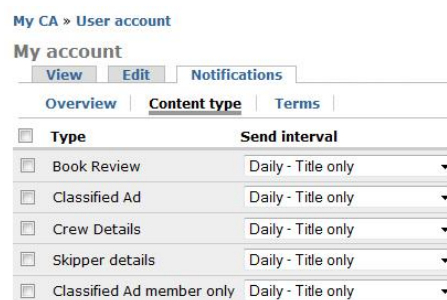 My CA » User account
My account
View Edit Notifications
Overview Content type Terms
Type Send interval
Book Review Daily - Title only
Classified Ad Daily - Title only
Crew Details Daily - Title only
Skipper details Daily - Title only
Classified Ad member only Daily - Title only